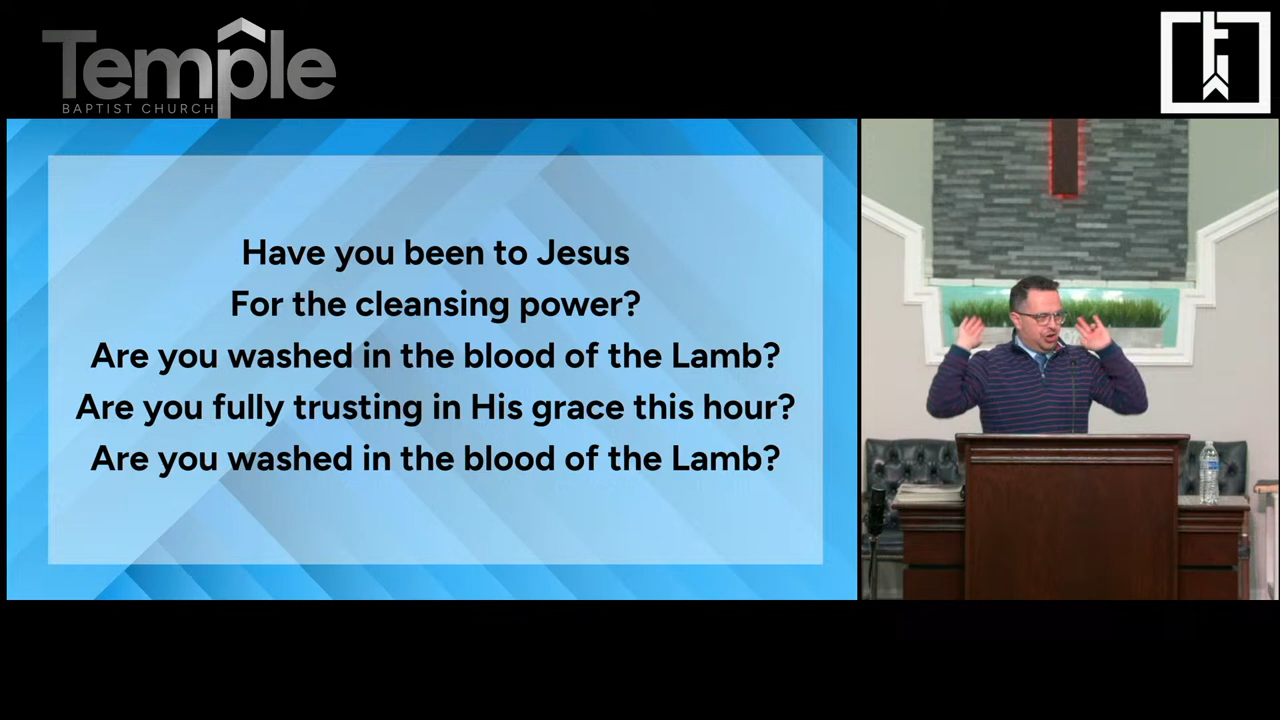 Temple
BAPTIST CHURCH
Have you been to Jesus
For the cleansing power?
Are you washed in the blood of the Lamb?
Are you fully trusting in His grace this hour?
Are you washed in the blood of the Lamb?